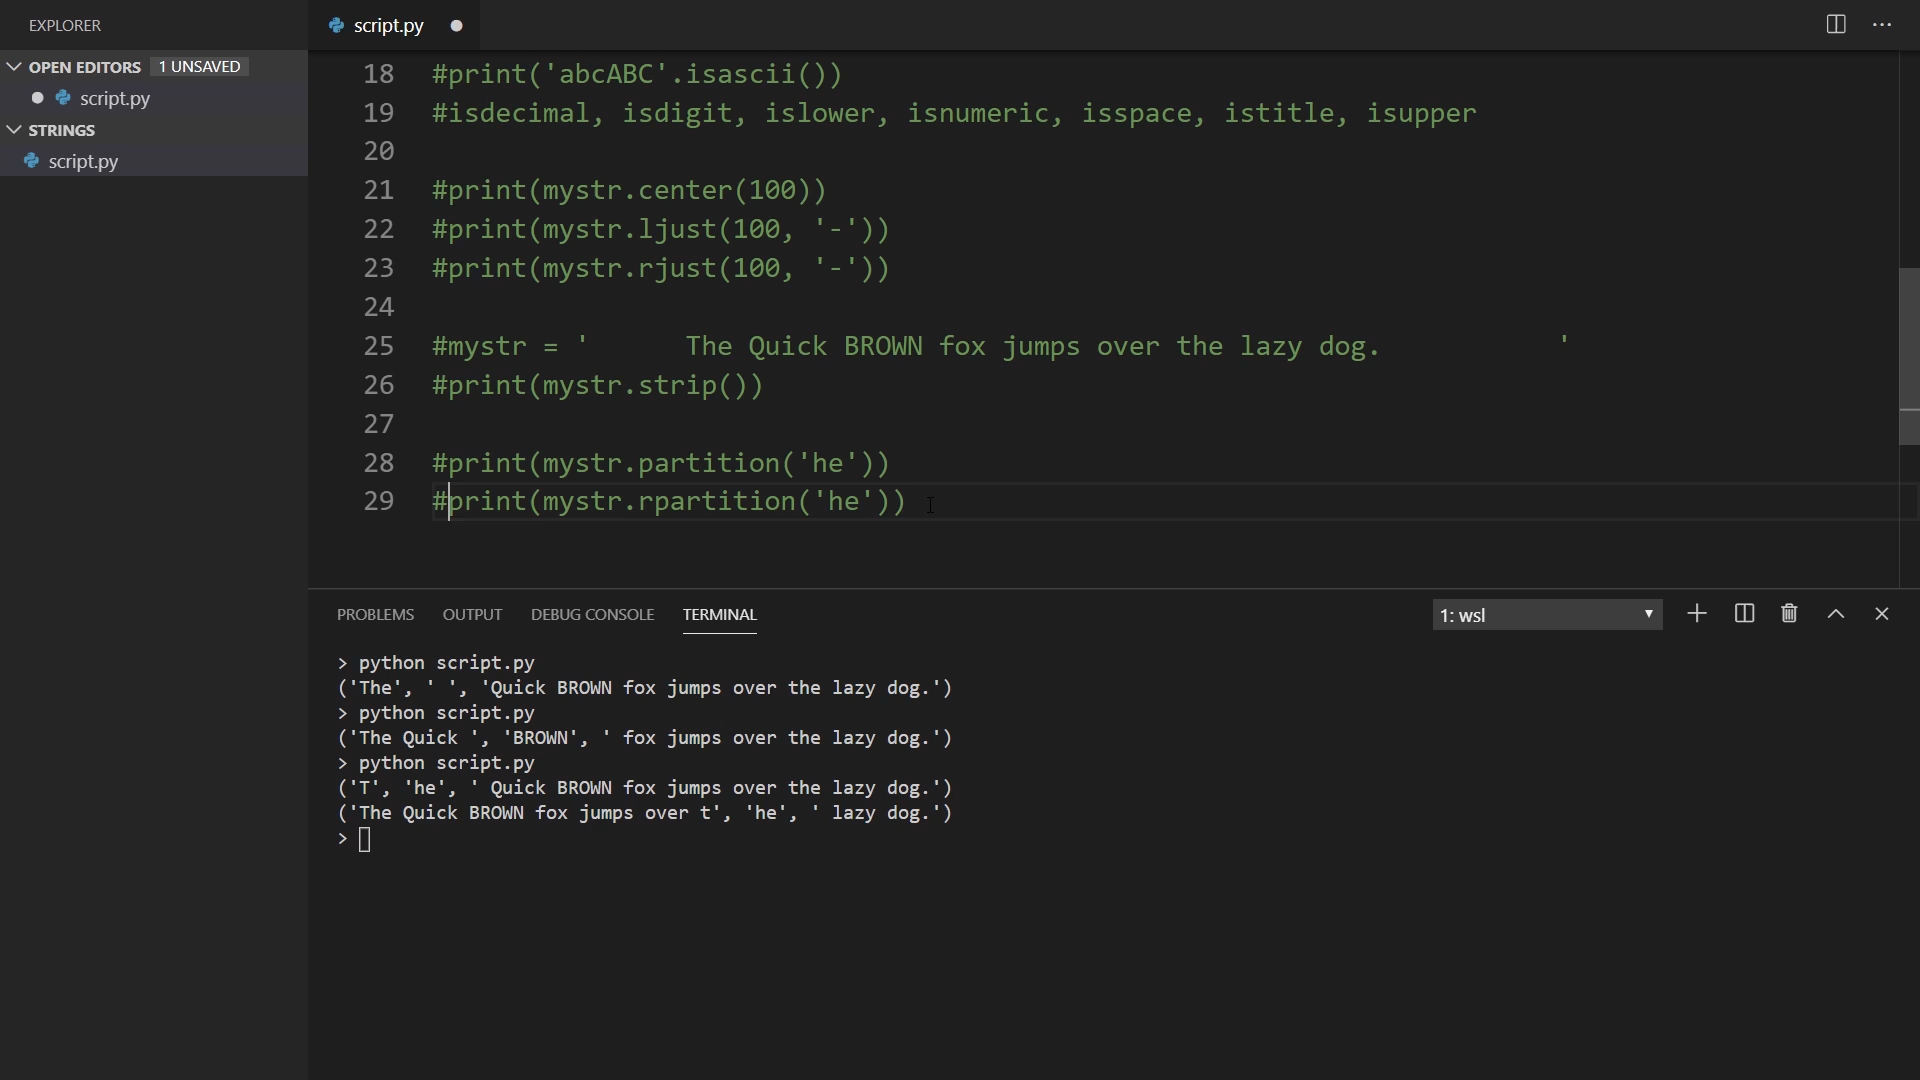 EXPLORER
OPEN EDITORS 1 UNSAVED
script.py
STRINGS
script.py
script.py
18 #print('abcABC'.isascii())
19 #isdecimal, isdigit, islower, isnumeric, isspace, istitle, isupper
20
21 #print(mystr.center(100))
22 #print(mystr.ljust(100, '-'))
23 #print(mystr.rjust(100, '-'))
24
25 #mystr = '      The Quick BROWN fox jumps over the lazy dog.           '
26 #print(mystr.strip())
27
28 #print(mystr.partition('he'))
29 #print(mystr.rpartition('he'))
PROBLEMS OUTPUT DEBUG CONSOLE TERMINAL 1: wsl
> python script.py
('The', ' ', 'Quick BROWN fox jumps over the lazy dog.')
> python script.py
('The Quick ', 'BROWN', ' fox jumps over the lazy dog.')
> python script.py
('T', 'he', ' Quick BROWN fox jumps over the lazy dog.')
('The Quick BROWN fox jumps over t', 'he', ' lazy dog.')
>